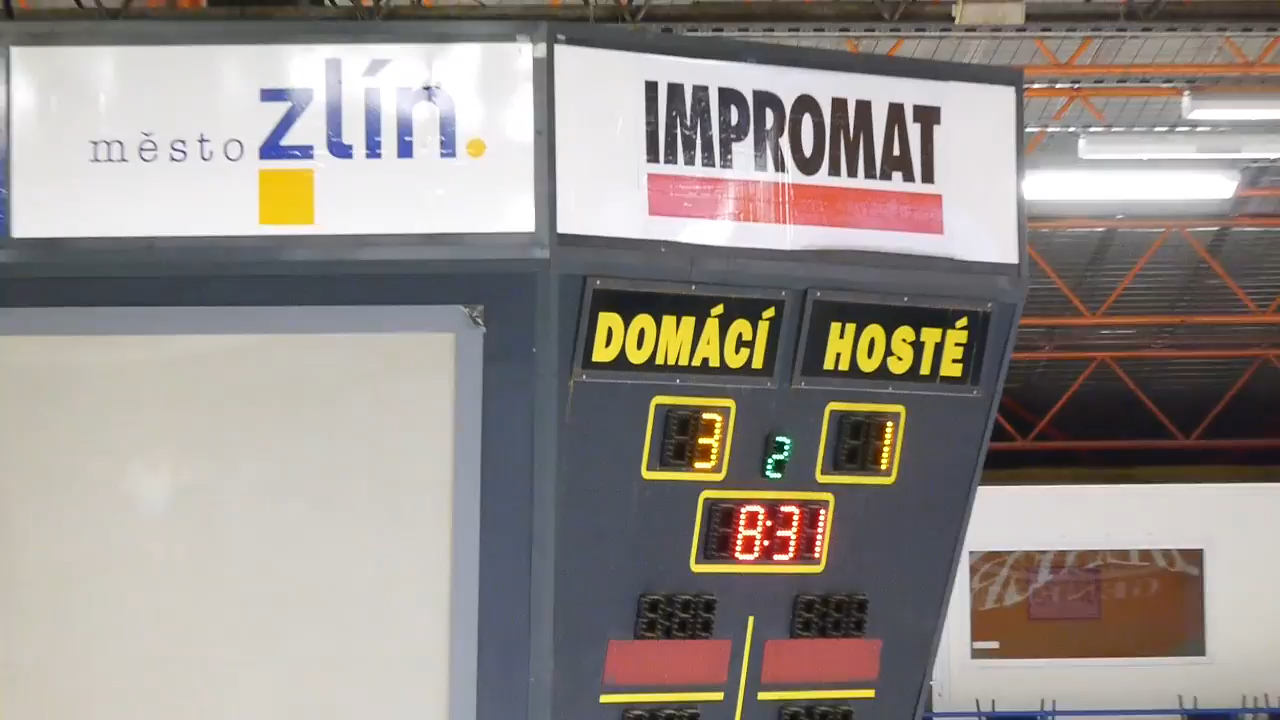 město zlín.
IMPROMAT
DOMÁCÍ
HOSTÉ
3
2
1
8:31